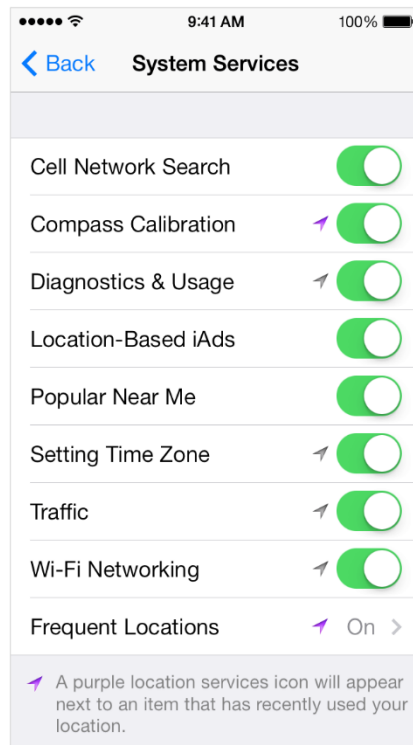 9:41 AM 100%
Back System Services
Cell Network Search
Compass Calibration
Diagnostics & Usage
Location-Based iAds
Popular Near Me
Setting Time Zone
Traffic
Wi-Fi Networking
Frequent Locations On
A purple location services icon will appear
next to an item that has recently used your
location.